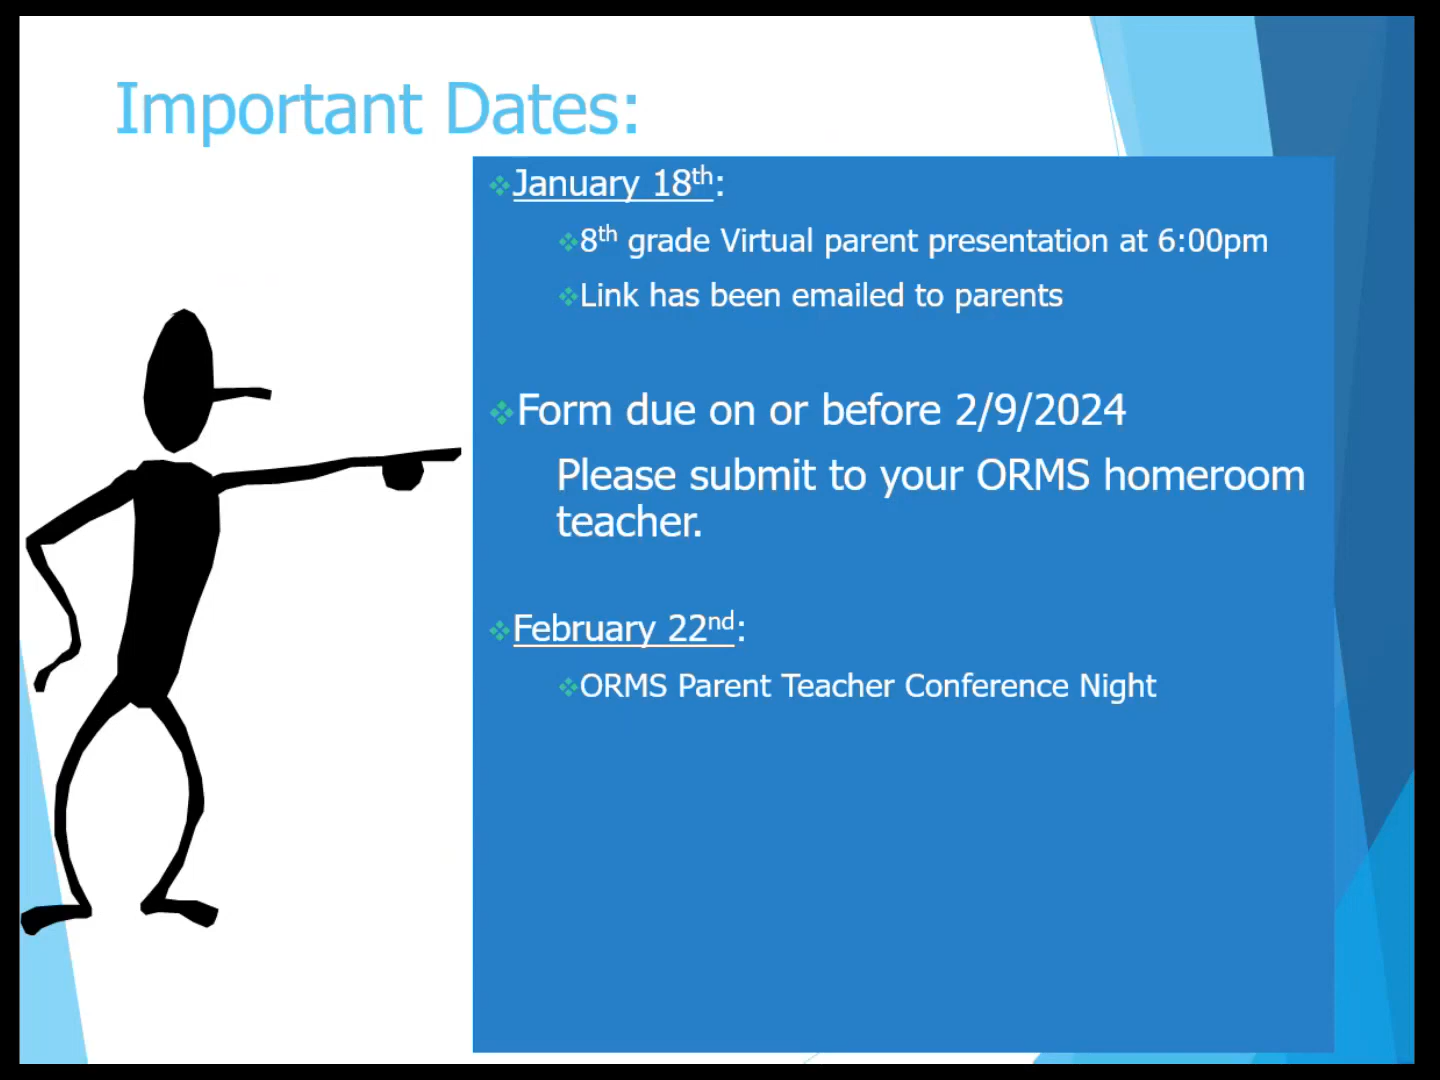 Important Dates:
January 18th:
8th grade Virtual parent presentation at 6:00pm
Link has been emailed to parents
Form due on or before 2/9/2024
Please submit to your ORMS homeroom
teacher.
February 22nd:
ORMS Parent Teacher Conference Night